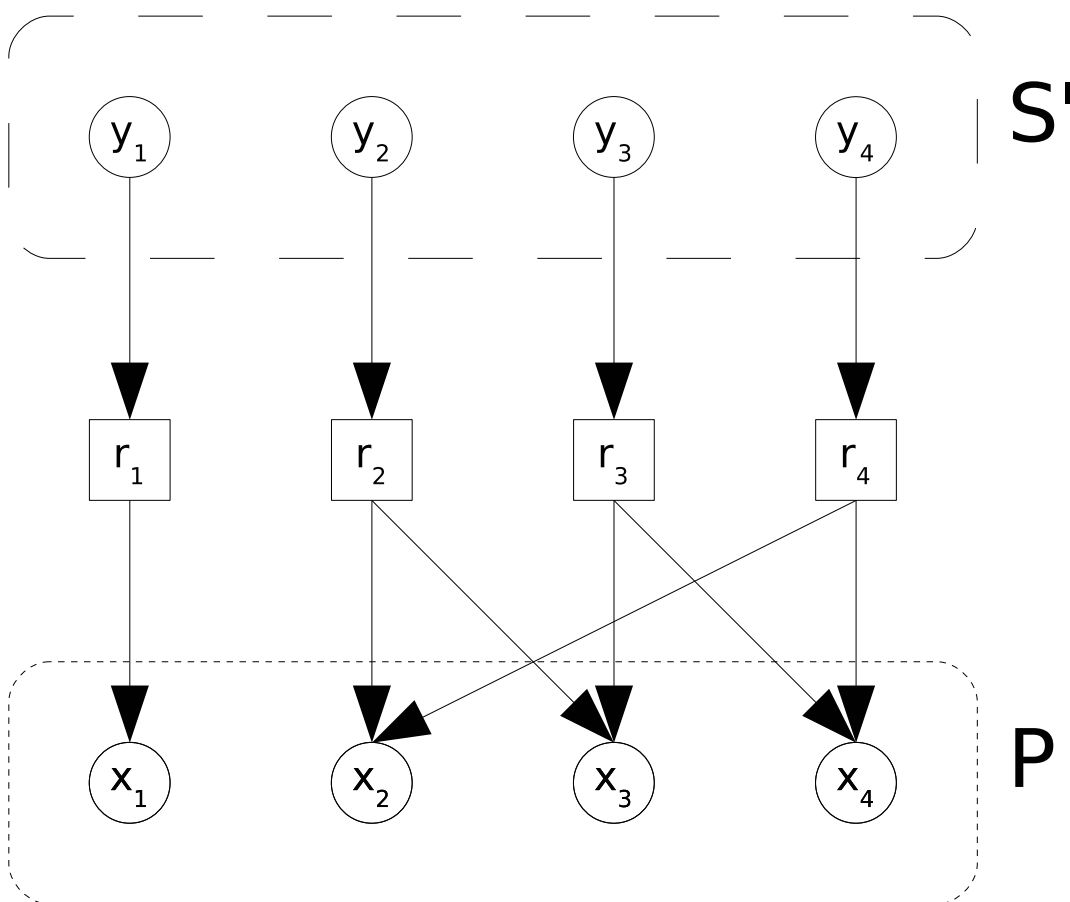 S'
y₁ y₂ y₃ y₄
r₁ r₂ r₃ r₄
P
x₁ x₂ x₃ x₄